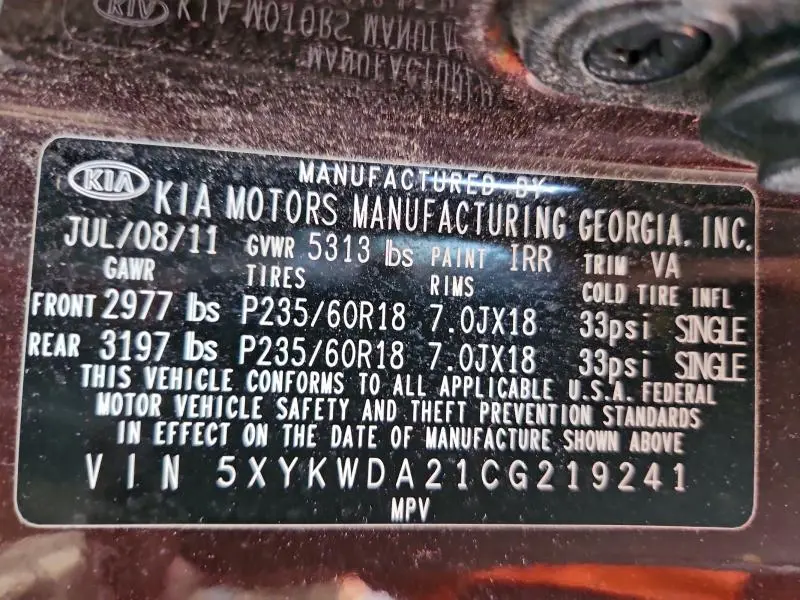 KIA
MANUFACTURED BY
KIA MOTORS MANUFACTURING GEORGIA. INC.
JUL/08/11 GVWR 5313 lbs PAINT IRR TRIM VA
GAWR TIRES RIMS COLD TIRE INFL
FRONT 2977 lbs P235/60R18 7.0JX18 33psi SINGLE
REAR 3197 lbs P235/60R18 7.0JX18 33psi SINGLE
THIS VEHICLE CONFORMS TO ALL APPLICABLE U.S.A. FEDERAL
MOTOR VEHICLE SAFETY AND THEFT PREVENTION STANDARDS
IN EFFECT ON THE DATE OF MANUFACTURE SHOWN ABOVE
VIN 5XYKWDA21CG219241
MPV